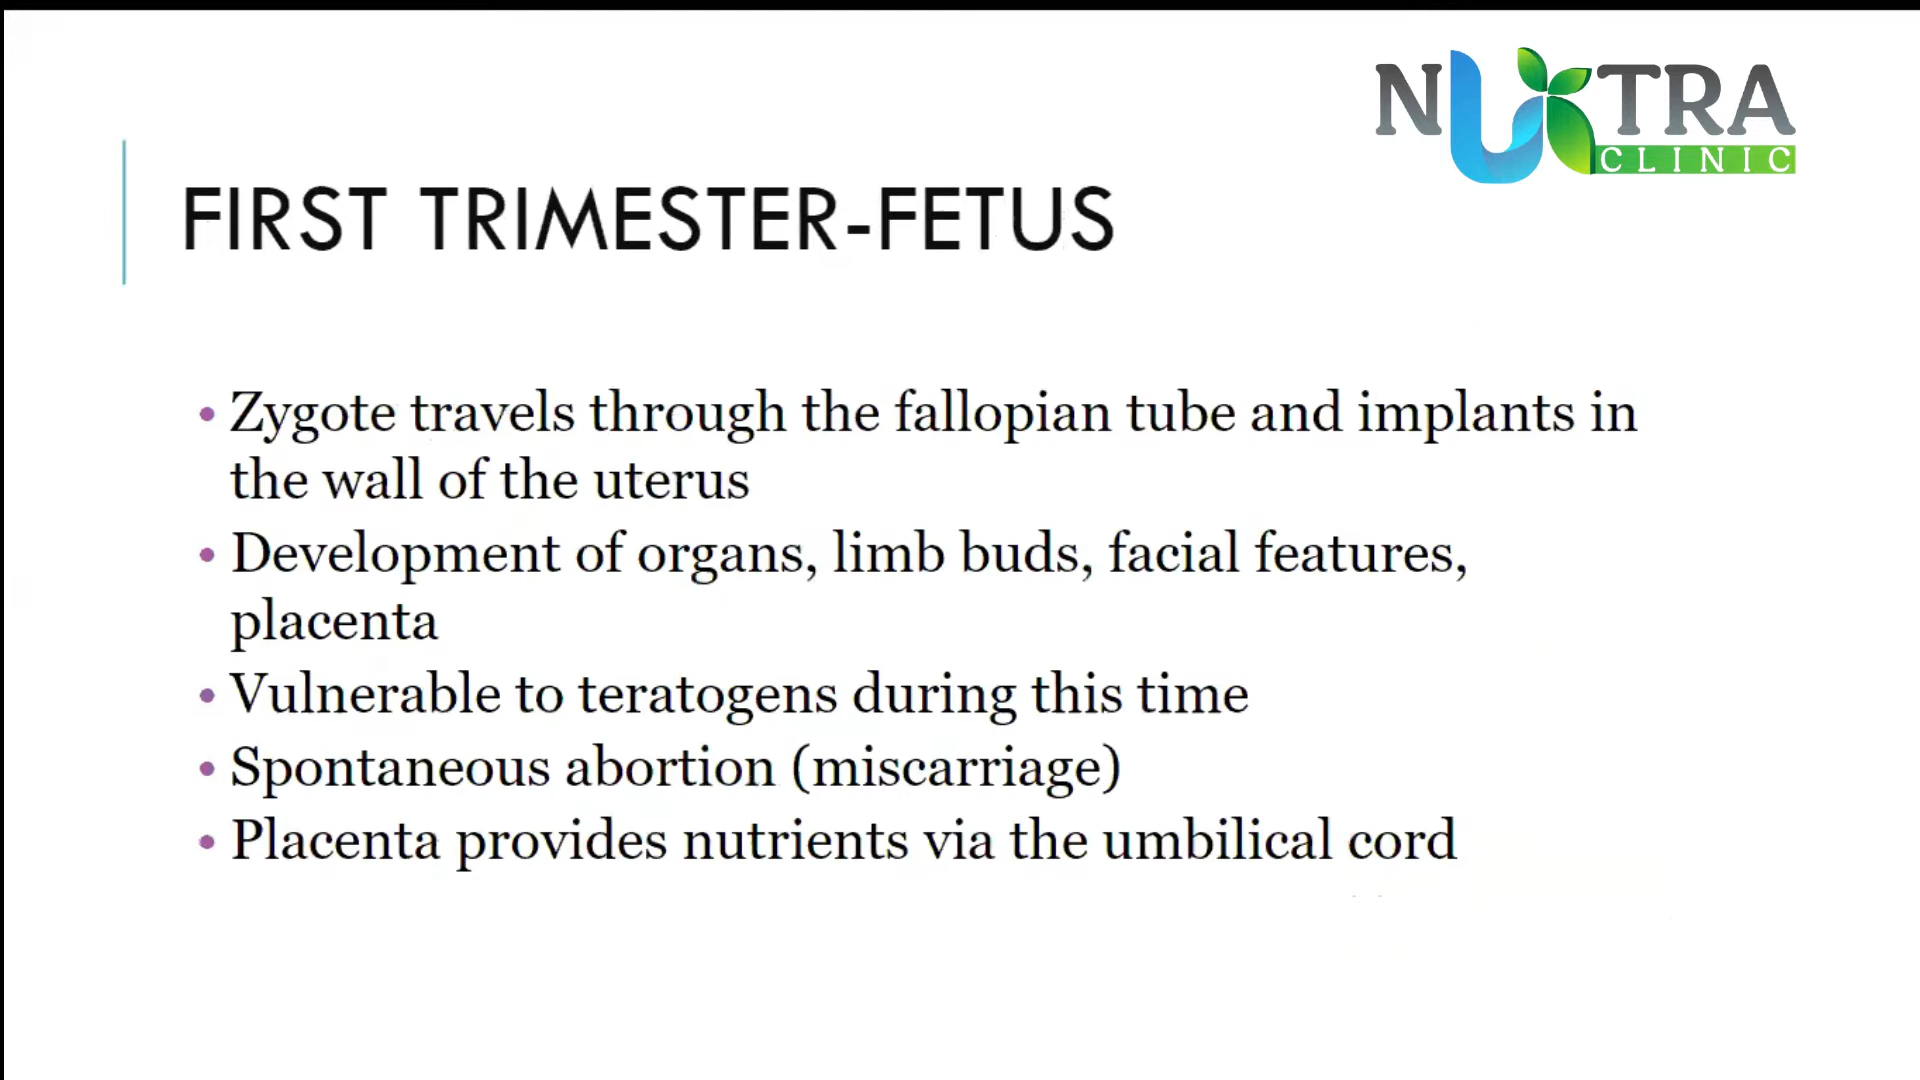 NUTRA
CLINIC
FIRST TRIMESTER-FETUS
• Zygote travels through the fallopian tube and implants in
the wall of the uterus
• Development of organs, limb buds, facial features,
placenta
• Vulnerable to teratogens during this time
• Spontaneous abortion (miscarriage)
• Placenta provides nutrients via the umbilical cord